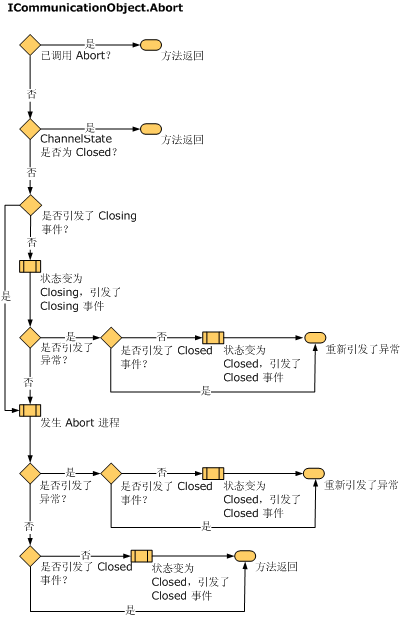 ICommunicationObject.Abort
是
已调用 Abort？
方法返回
否
是
ChannelState
是否为 Closed？
方法返回
否
是否引发了 Closing
事件？
否
是
状态变为
Closing，引发了
Closing 事件
是
否
是否引发了
异常？
是否引发了 Closed
事件？
状态变为
Closed，引发了
Closed 事件
重新引发了异常
是
否
发生 Abort 进程
是
否
是否引发了
异常？
是否引发了 Closed
事件？
状态变为
Closed，引发了
Closed 事件
重新引发了异常
是
否
否
是否引发了 Closed
事件？
状态变为
Closed，引发了
Closed 事件
方法返回
是